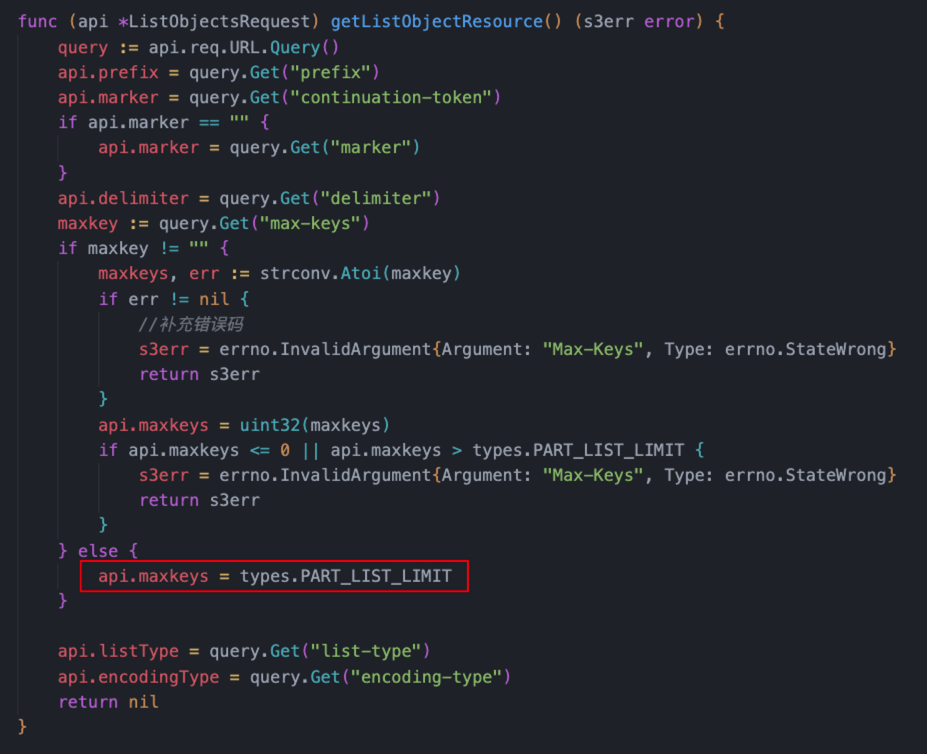 func (api *ListObjectsRequest) getListObjectResource() (s3err error) {
    query := api.req.URL.Query()
    api.prefix = query.Get("prefix")
    api.marker = query.Get("continuation-token")
    if api.marker == "" {
        api.marker = query.Get("marker")
    }
    api.delimiter = query.Get("delimiter")
    maxkey := query.Get("max-keys")
    if maxkey != "" {
        maxkeys, err := strconv.Atoi(maxkey)
        if err != nil {
            //补充错误码
            s3err = errno.InvalidArgument{Argument: "Max-Keys", Type: errno.StateWrong}
            return s3err
        }
        api.maxkeys = uint32(maxkeys)
        if api.maxkeys <= 0 || api.maxkeys > types.PART_LIST_LIMIT {
            s3err = errno.InvalidArgument{Argument: "Max-Keys", Type: errno.StateWrong}
            return s3err
        }
    } else {
        api.maxkeys = types.PART_LIST_LIMIT
    }

    api.listType = query.Get("list-type")
    api.encodingType = query.Get("encoding-type")
    return nil
}